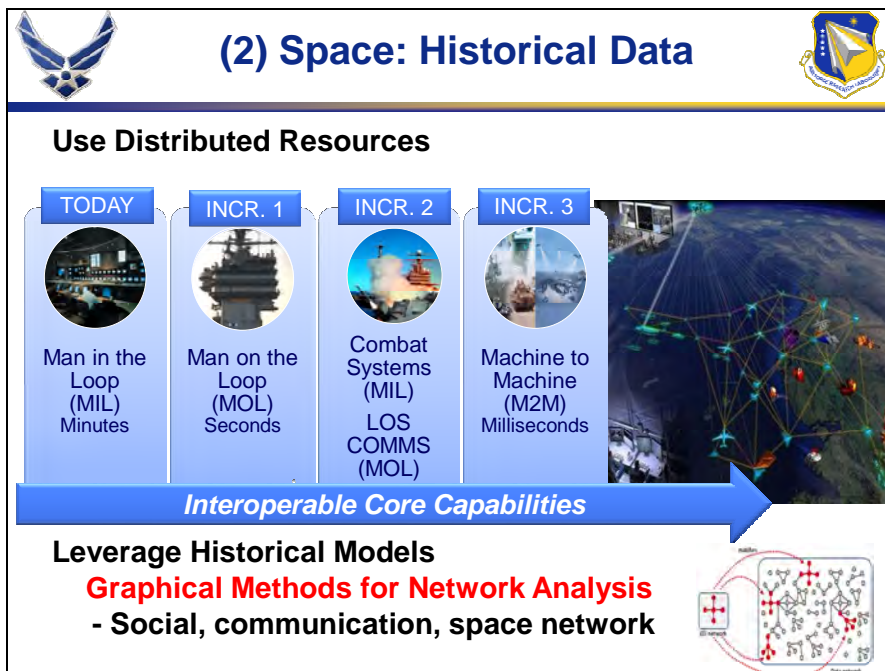 (2) Space: Historical Data
Use Distributed Resources
TODAY
Man in the
Loop
(MIL)
Minutes
INCR. 1
Man on the
Loop
(MOL)
Seconds
INCR. 2
Combat
Systems
(MIL)
LOS
COMMS
(MOL)
INCR. 3
Machine to
Machine
(M2M)
Milliseconds
Interoperable Core Capabilities
Leverage Historical Models
Graphical Methods for Network Analysis
- Social, communication, space network
matches